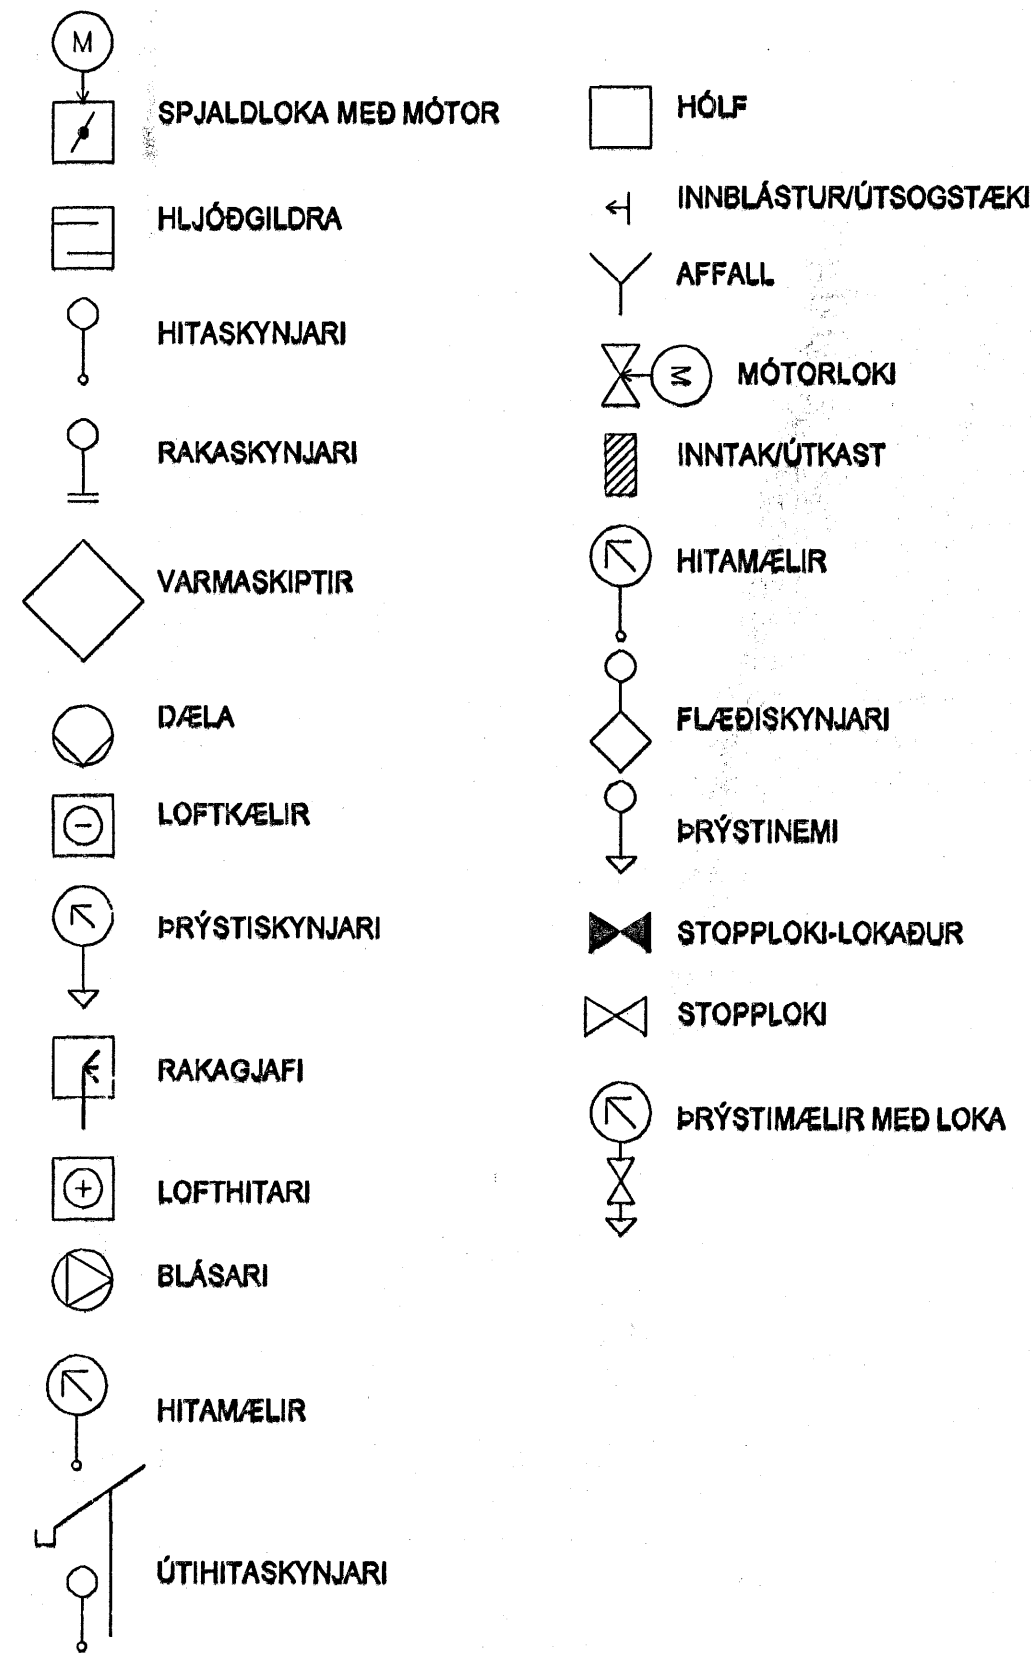 M
SPJALDLOKA MEÐ MÓTOR
HLJÓÐGILDRA
HITASKYNJARI
RAKASKYNJARI
VARMASKIPTIR
DÆLA
LOFTKÆLIR
ÞRÝSTISKYNJARI
RAKAGJAFI
LOFTHITARI
BLÁSARI
HITAMÆLIR
ÚTIHITASKYNJARI
HÓLF
INNBLÁSTUR/ÚTSOGSTÆKI
AFFALL
M
MÓTORLOKI
INNTAK/ÚTKAST
HITAMÆLIR
FLÆÐISKYNJARI
ÞRÝSTINEMI
STOPPLOKI-LOKAÐUR
STOPPLOKI
ÞRÝSTIMÆLIR MEÐ LOKA